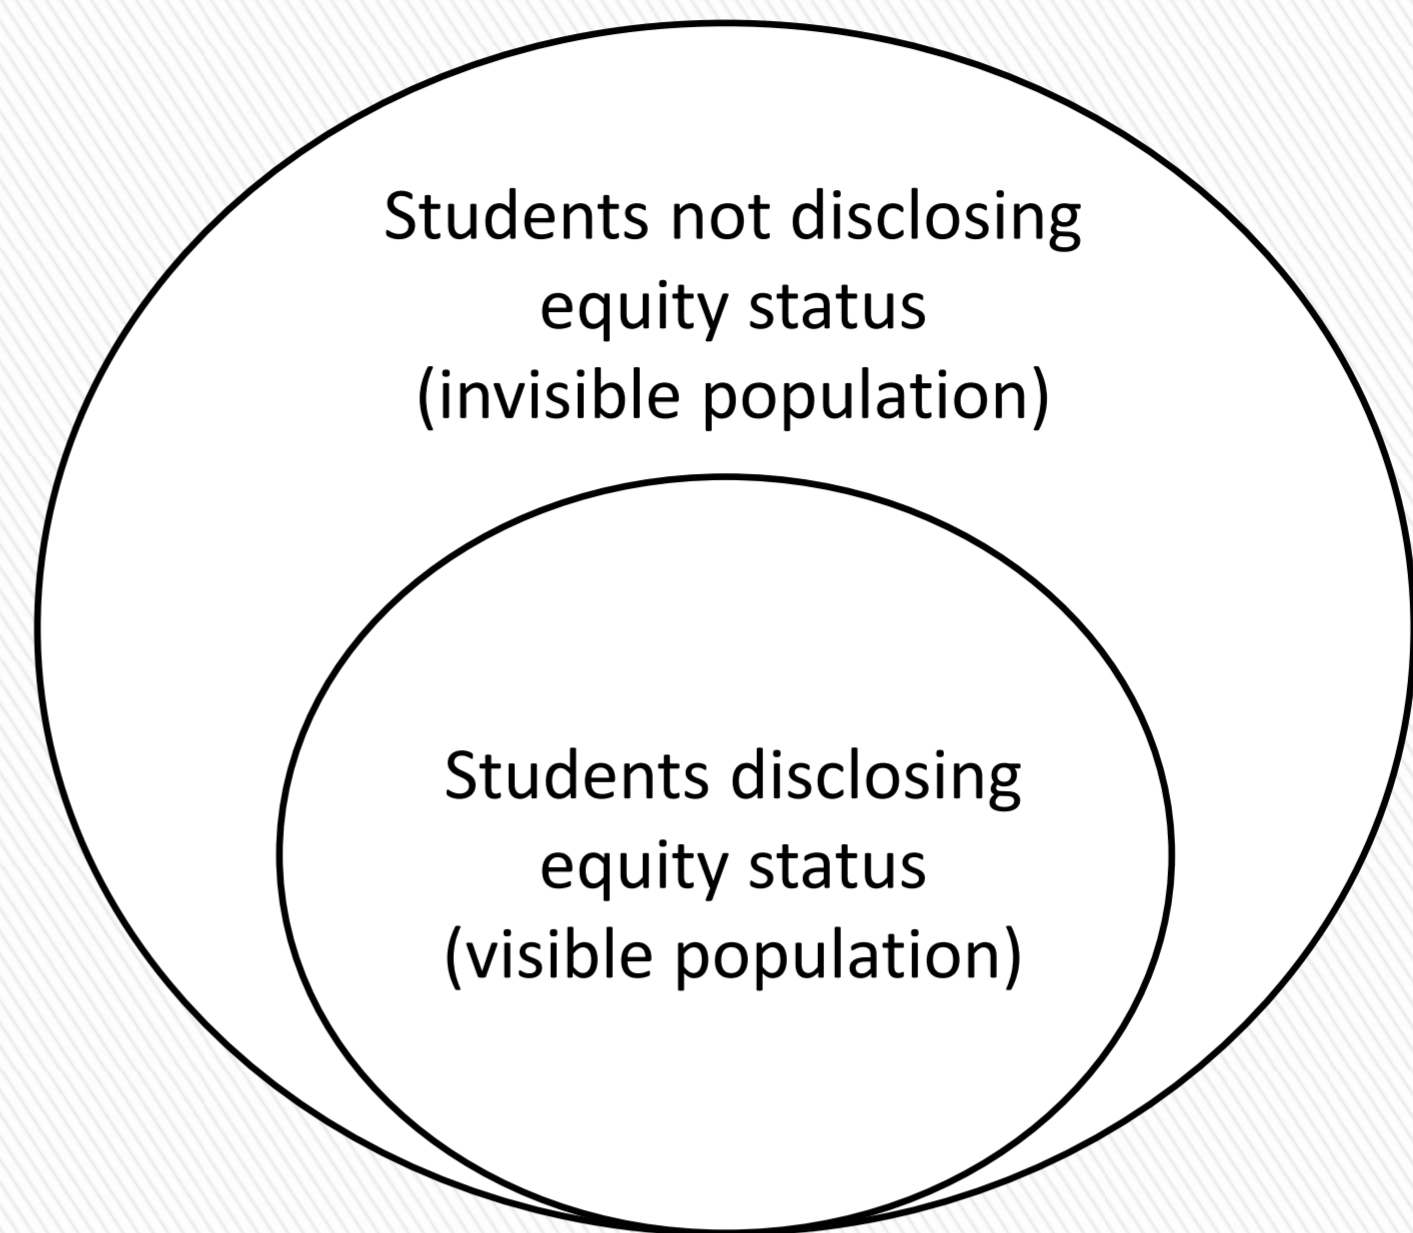 Students not disclosing
equity status
(invisible population)
Students disclosing
equity status
(visible population)